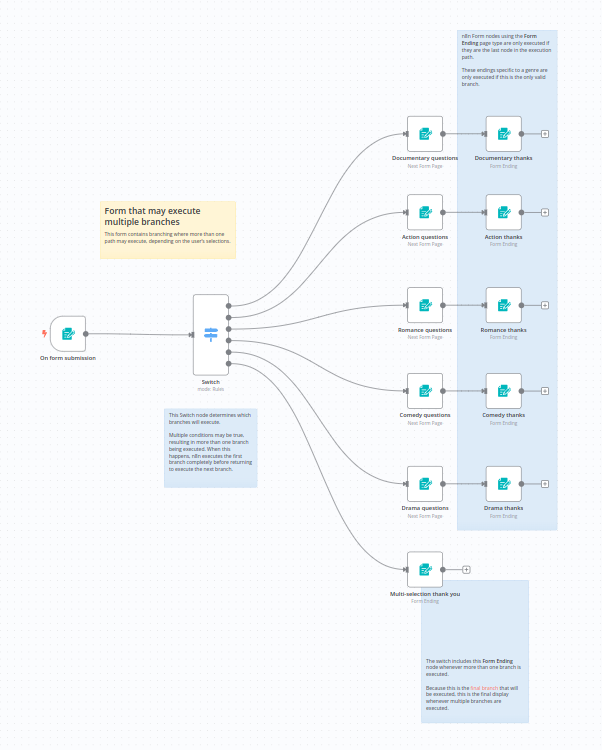 n8n Form nodes using the Form
Ending page type are only executed if
they are the last node in the execution
path.
These endings specific to a genre are
only executed if this is the only valid
branch.
Documentary questions
Next Form Page
Documentary thanks
Form Ending
Form that may execute
multiple branches
This form contains branching where more than one
path may execute, depending on the user's selections.
Action questions
Next Form Page
Action thanks
Form Ending
Romance questions
Next Form Page
Romance thanks
Form Ending
On form submission
Switch
mode: Rules
Comedy questions
Next Form Page
Comedy thanks
Form Ending
This Switch node determines which
branches will execute.
Multiple conditions may be true,
resulting in more than one branch
being executed. When this
happens, n8n executes the first
branch completely before returning
to execute the next branch.
Drama questions
Next Form Page
Drama thanks
Form Ending
Multi-selection thank you
Form Ending
The switch includes this Form Ending
node whenever more than one branch is
executed.
Because this is the final branch that will
be executed, this is the final display
whenever multiple branches are
executed.